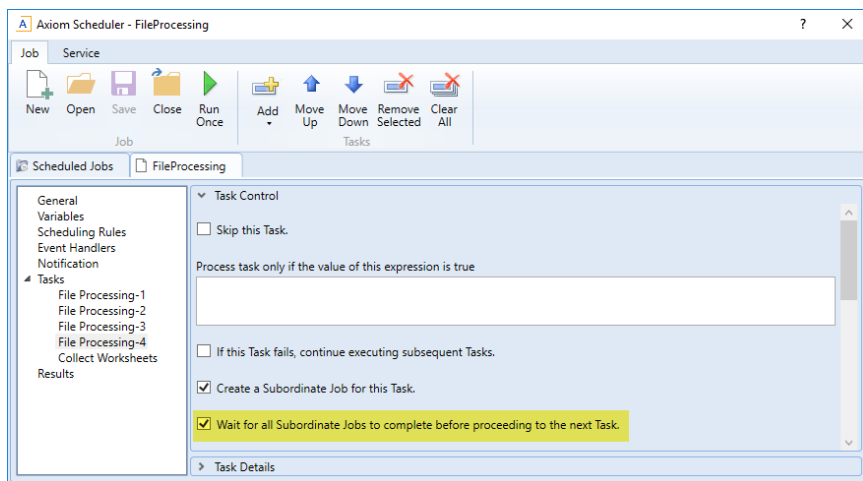 Axiom Scheduler - FileProcessing
?
Job Service
New Open Save Close Run Once
Add Move Up Move Down Remove Selected Clear All
Job Tasks
Scheduled Jobs FileProcessing
General
Variables
Scheduling Rules
Event Handlers
Notification
Tasks
File Processing-1
File Processing-2
File Processing-3
File Processing-4
Collect Worksheets
Results
Task Control
Skip this Task.
Process task only if the value of this expression is true
If this Task fails, continue executing subsequent Tasks.
Create a Subordinate Job for this Task.
Wait for all Subordinate Jobs to complete before proceeding to the next Task.
Task Details